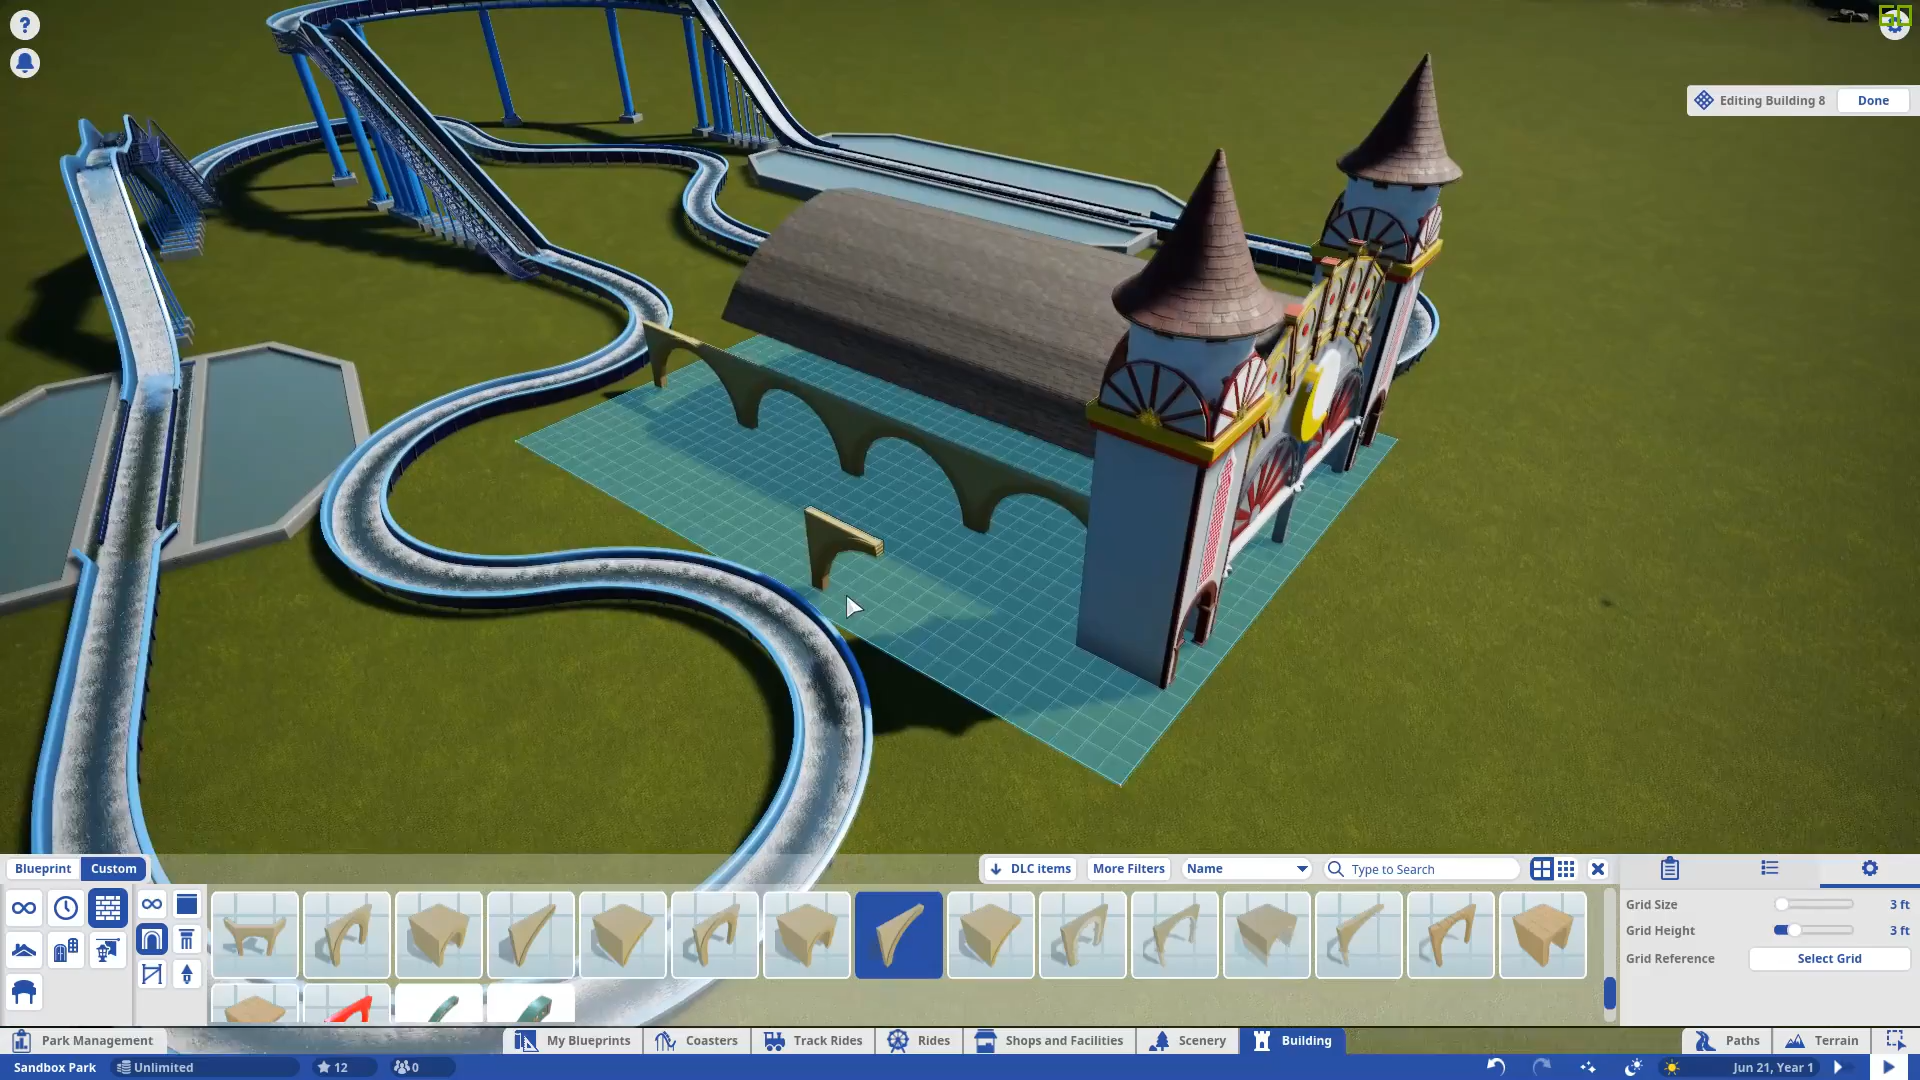 ?
Editing Building 8
Done
Blueprint
Custom
DLC items
More Filters
Name
Type to Search
Grid Size
3 ft
Grid Height
3 ft
Grid Reference
Select Grid
Park Management
My Blueprints
Coasters
Track Rides
Rides
Shops and Facilities
Scenery
Building
Paths
Terrain
Sandbox Park
Unlimited
12
0
Jun 21, Year 1